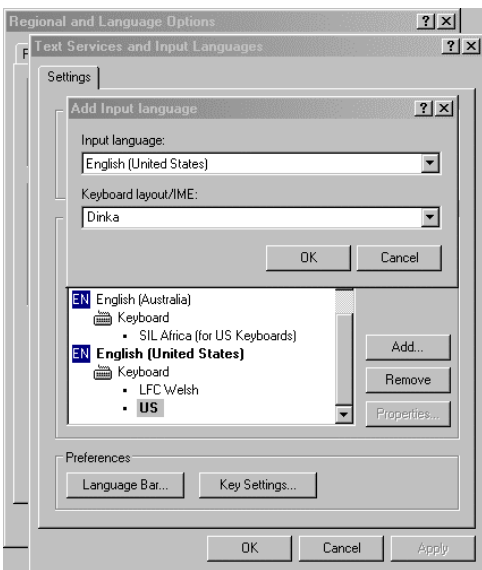 Regional and Language Options
Text Services and Input Languages
Settings
Add Input language
Input language:
English (United States)
Keyboard layout/IME:
Dinka
OK Cancel
EN English (Australia)
Keyboard
• SIL Africa (for US Keyboards)
EN English (United States)
Keyboard
• LFC Welsh
• US
Add...
Remove
Properties...
Preferences
Language Bar... Key Settings...
OK Cancel Apply